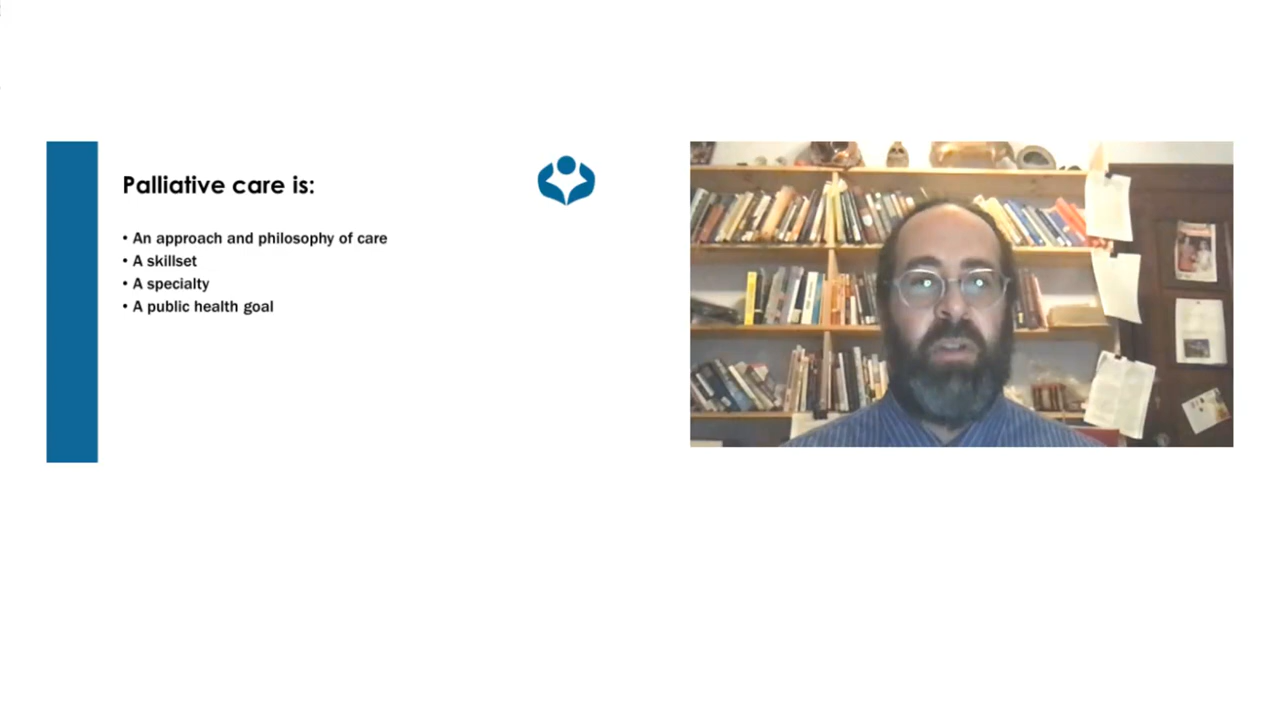 Palliative care is:
• An approach and philosophy of care
• A skillset
• A specialty
• A public health goal